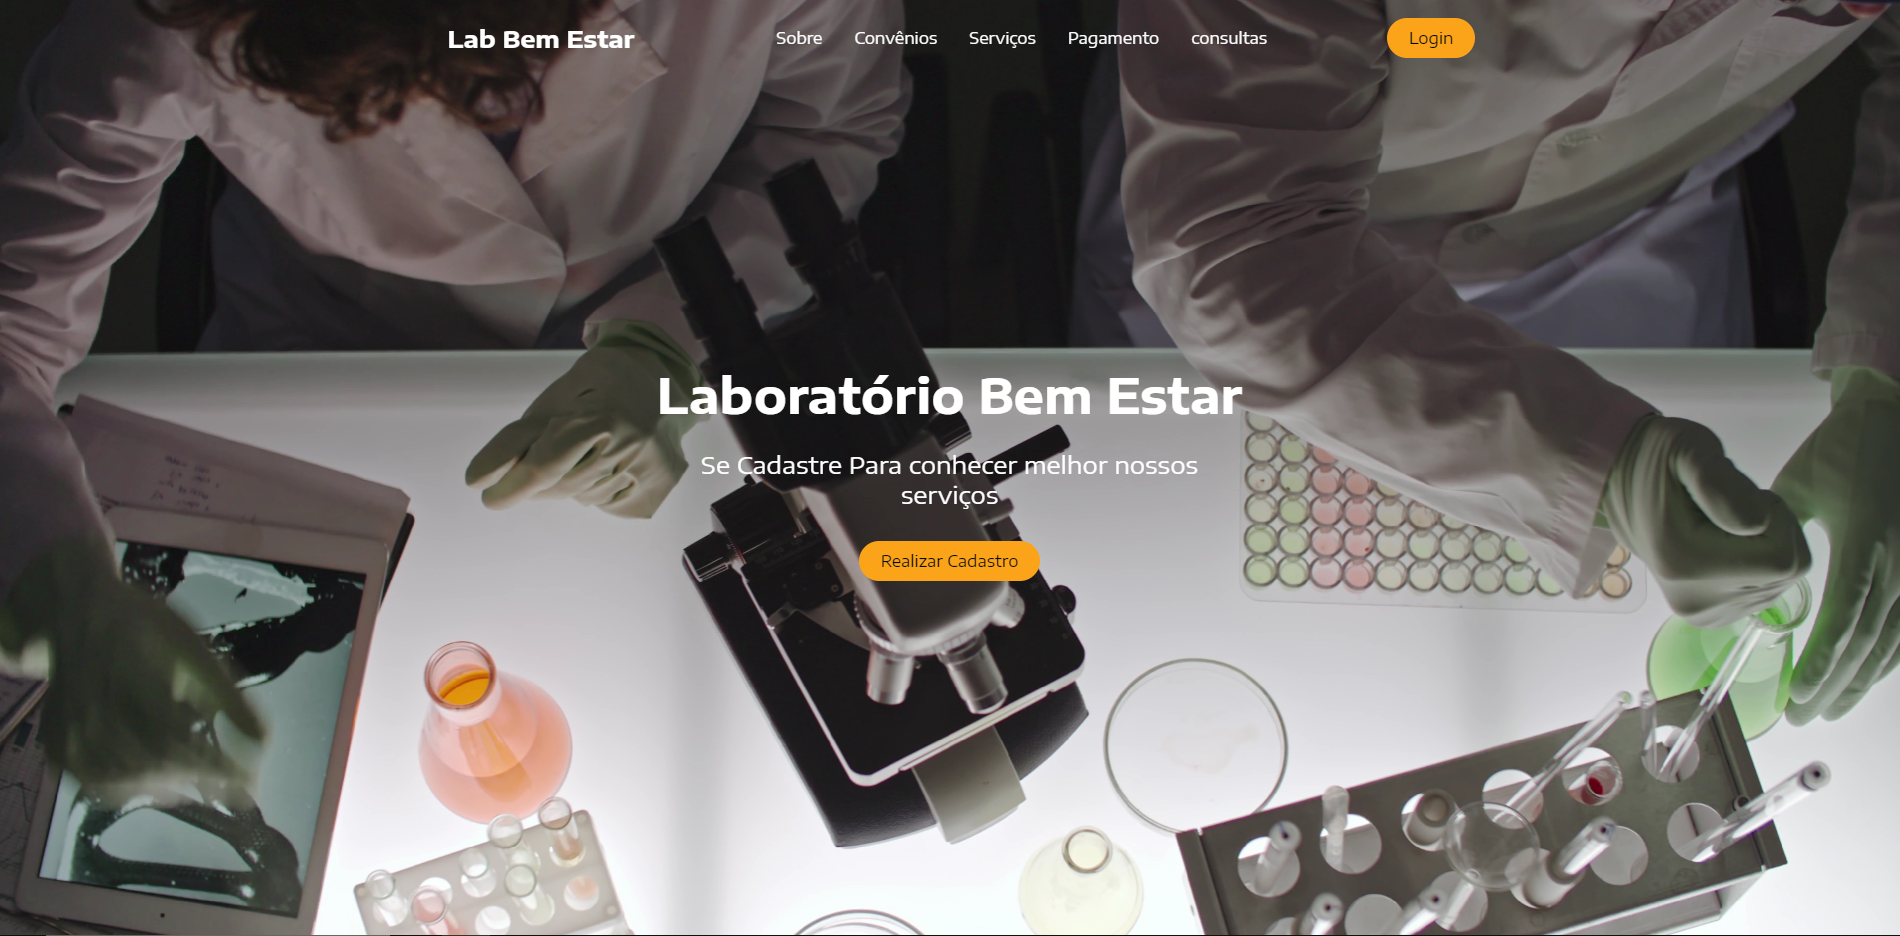 Lab Bem Estar
Sobre
Convênios
Serviços
Pagamento
consultas
Login
Laboratório Bem Estar
Se Cadastre Para conhecer melhor nossos
serviços
Realizar Cadastro